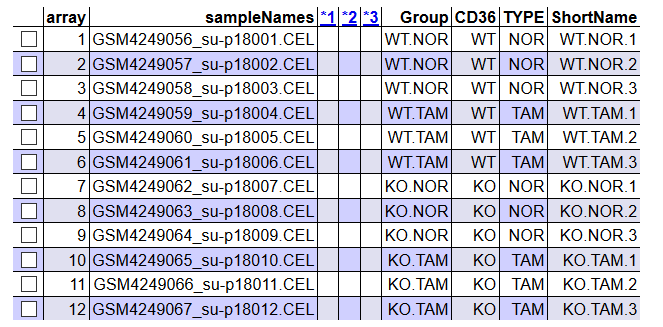 array sampleNames *1 *2 *3 Group CD36 TYPE ShortName
1 GSM4249056_su-p18001.CEL WT.NOR WT NOR WT.NOR.1
2 GSM4249057_su-p18002.CEL WT.NOR WT NOR WT.NOR.2
3 GSM4249058_su-p18003.CEL WT.NOR WT NOR WT.NOR.3
4 GSM4249059_su-p18004.CEL WT.TAM WT TAM WT.TAM.1
5 GSM4249060_su-p18005.CEL WT.TAM WT TAM WT.TAM.2
6 GSM4249061_su-p18006.CEL WT.TAM WT TAM WT.TAM.3
7 GSM4249062_su-p18007.CEL KO.NOR KO NOR KO.NOR.1
8 GSM4249063_su-p18008.CEL KO.NOR KO NOR KO.NOR.2
9 GSM4249064_su-p18009.CEL KO.NOR KO NOR KO.NOR.3
10 GSM4249065_su-p18010.CEL KO.TAM KO TAM KO.TAM.1
11 GSM4249066_su-p18011.CEL KO.TAM KO TAM KO.TAM.2
12 GSM4249067_su-p18012.CEL KO.TAM KO TAM KO.TAM.3